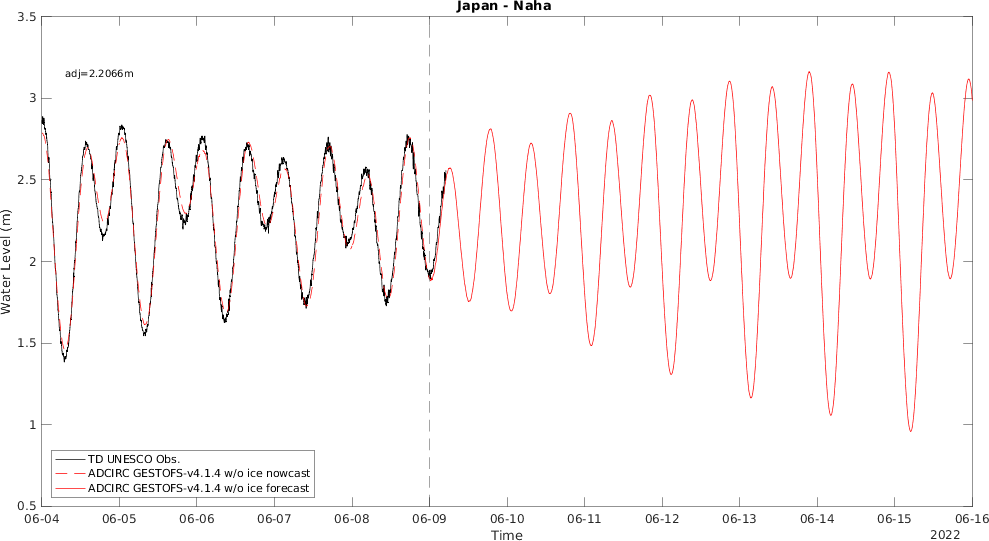 Japan - Naha
adj=2.2066m
Water Level (m)
3.5
3
2.5
2
1.5
1
0.5
TD UNESCO Obs.
ADCIRC GESTOFS-v4.1.4 w/o ice nowcast
ADCIRC GESTOFS-v4.1.4 w/o ice forecast
06-04 06-05 06-06 06-07 06-08 06-09 06-10 06-11 06-12 06-13 06-14 06-15 06-16
Time
2022